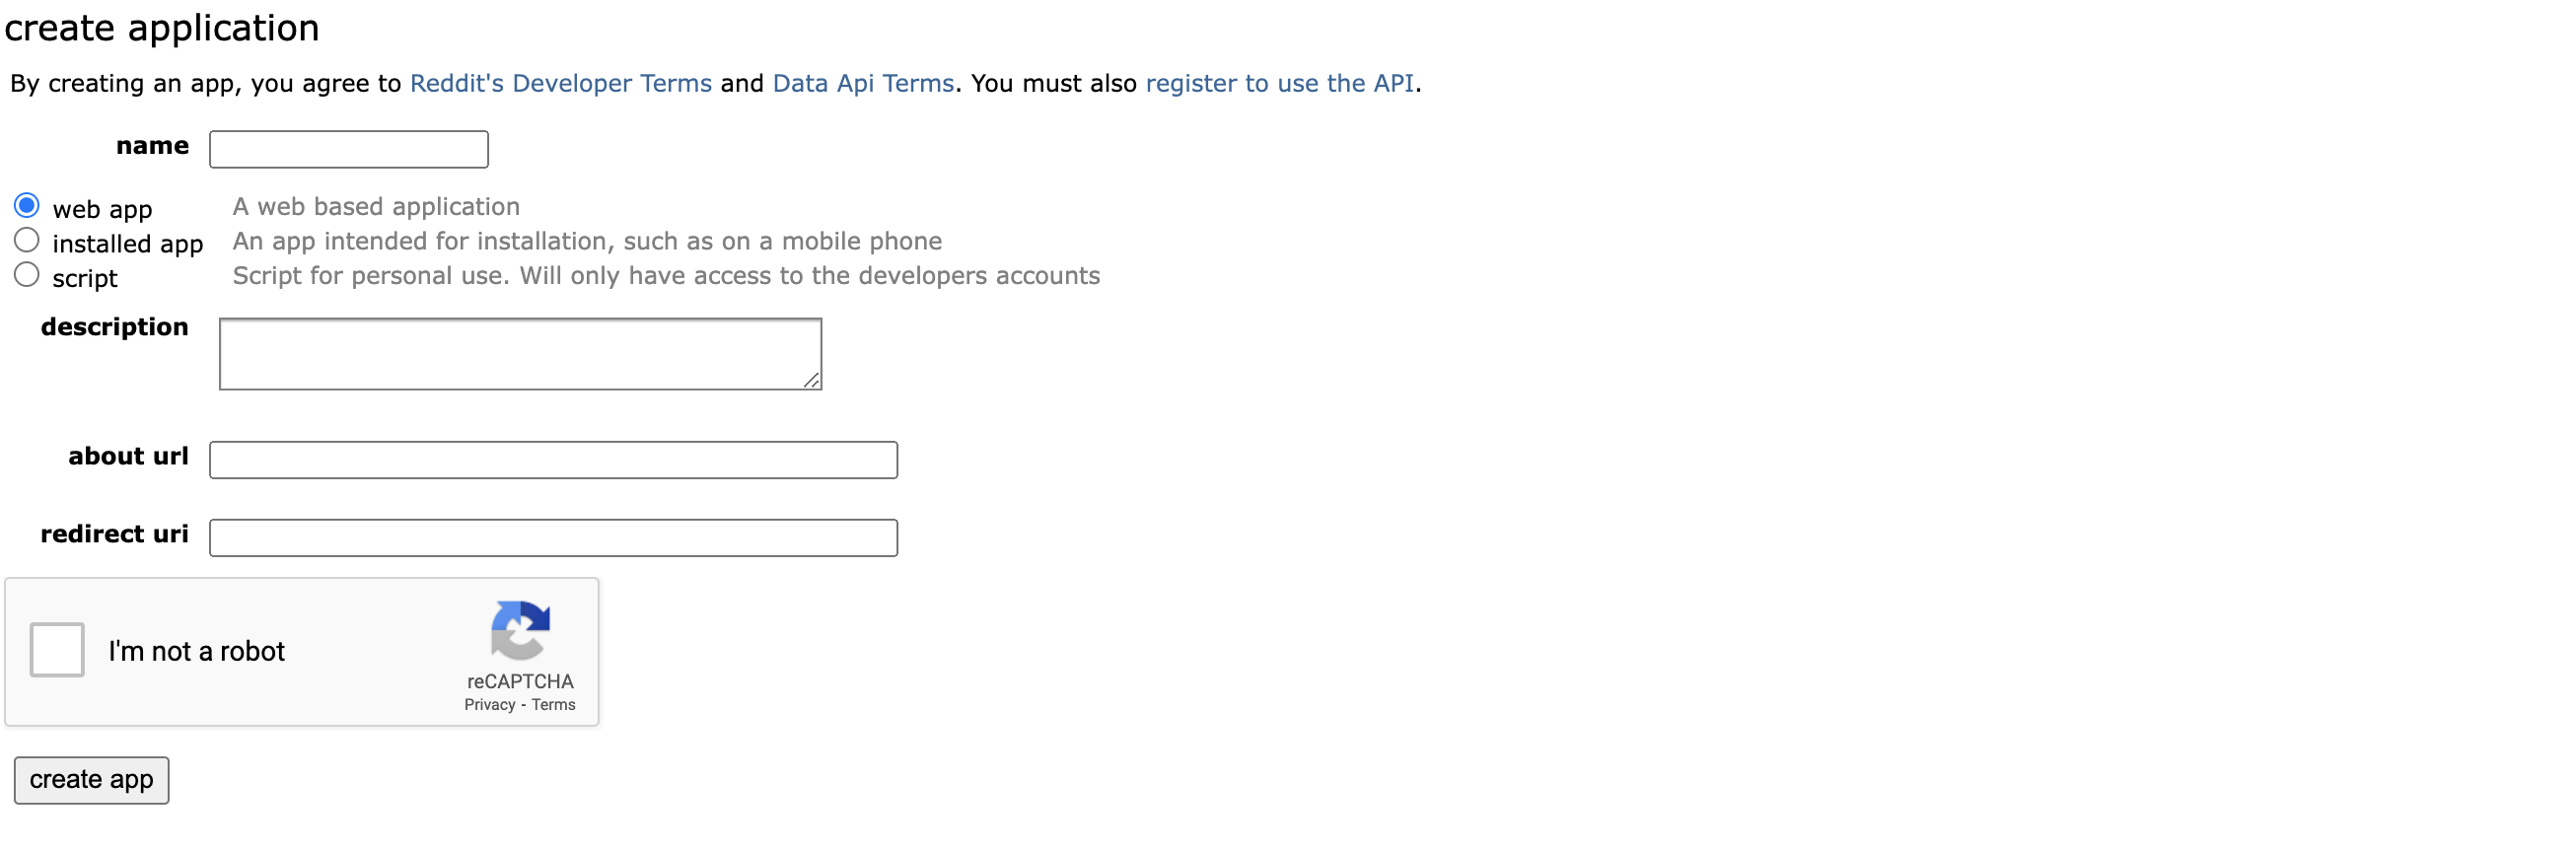 create application
By creating an app, you agree to Reddit's Developer Terms and Data Api Terms. You must also register to use the API.
name
web app A web based application
installed app An app intended for installation, such as on a mobile phone
script Script for personal use. Will only have access to the developers accounts
description
about url
redirect uri
I'm not a robot
reCAPTCHA
Privacy - Terms
create app